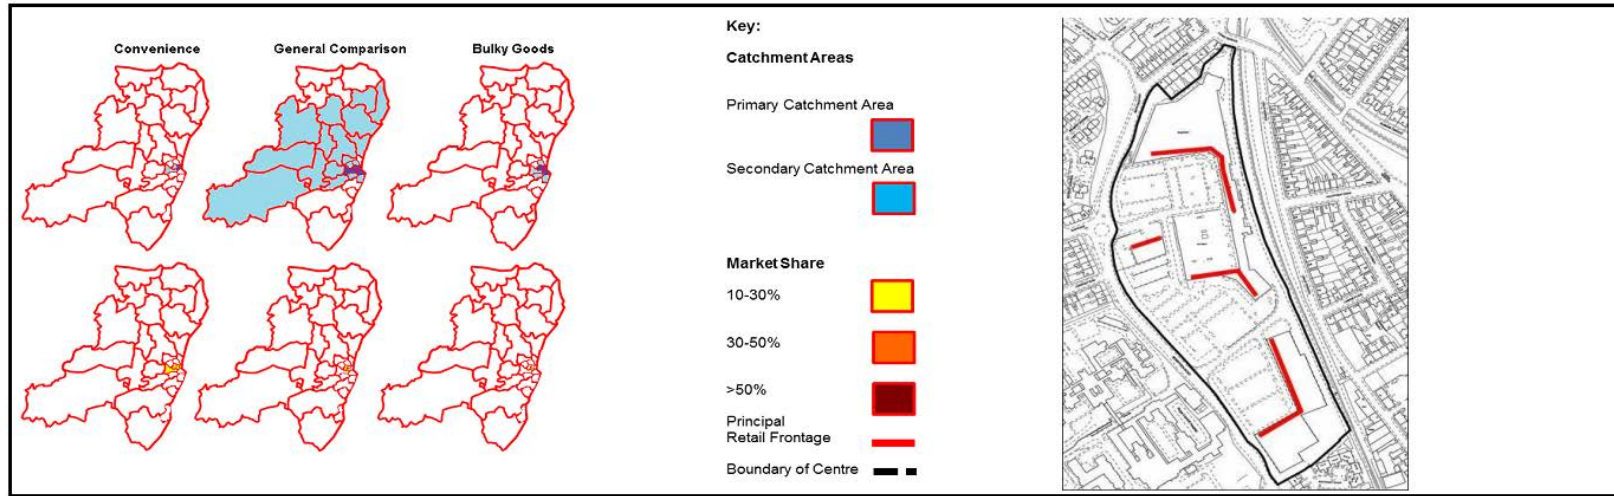 Convenience
General Comparison
Bulky Goods
Key:
Catchment Areas
Primary Catchment Area
Secondary Catchment Area
Market Share
10-30%
30-50%
>50%
Principal
Retail Frontage
Boundary of Centre